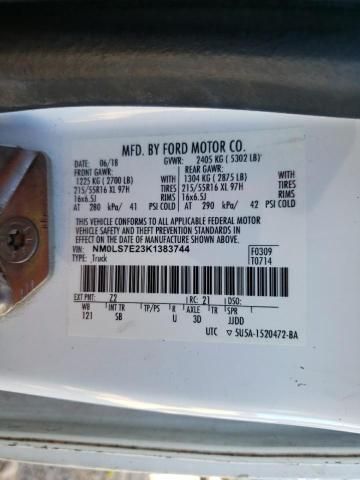 MFD. BY FORD MOTOR CO.
DATE: 06/18 GVWR: 2405 KG (5302 LB)
FRONT GAWR: REAR GAWR:
1225 KG (2700 LB) 1304 KG (2875 LB)
WITH WITH
215/55R16 XL 97H TIRES 215/55R16 XL 97H TIRES
16x6.5J RIMS 16x6.5J RIMS
AT 280 kPa/ 41 PSI COLD AT 290 kPa/ 42 PSI COLD
THIS VEHICLE CONFORMS TO ALL APPLICABLE FEDERAL MOTOR
VEHICLE SAFETY STANDARDS IN EFFECT ON THE DATE OF
MANUFACTURE SHOWN ABOVE.
VIN: NM0LS7E23K1383744 F0309
TYPE: Truck T0714
EXT PNT: Z2 RC: 21 DSO:
WB INT TR TP/PS R AXLE TR SPR
121 SB U 3D JJDD
UTC ▽ 5U5A-1520472-BA